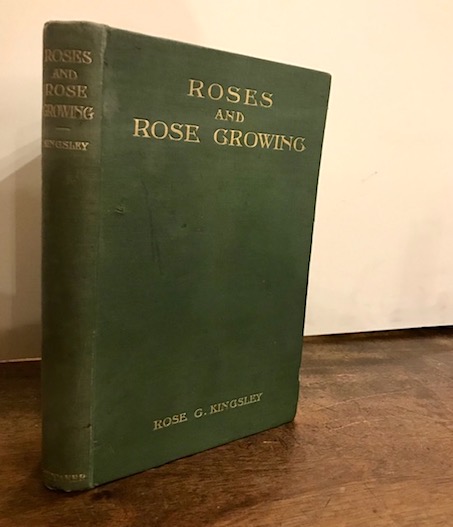 ROSES
AND
ROSE
GROWING
KINGSLEY
ROSES
AND
ROSE GROWING
ROSE G. KINGSLEY